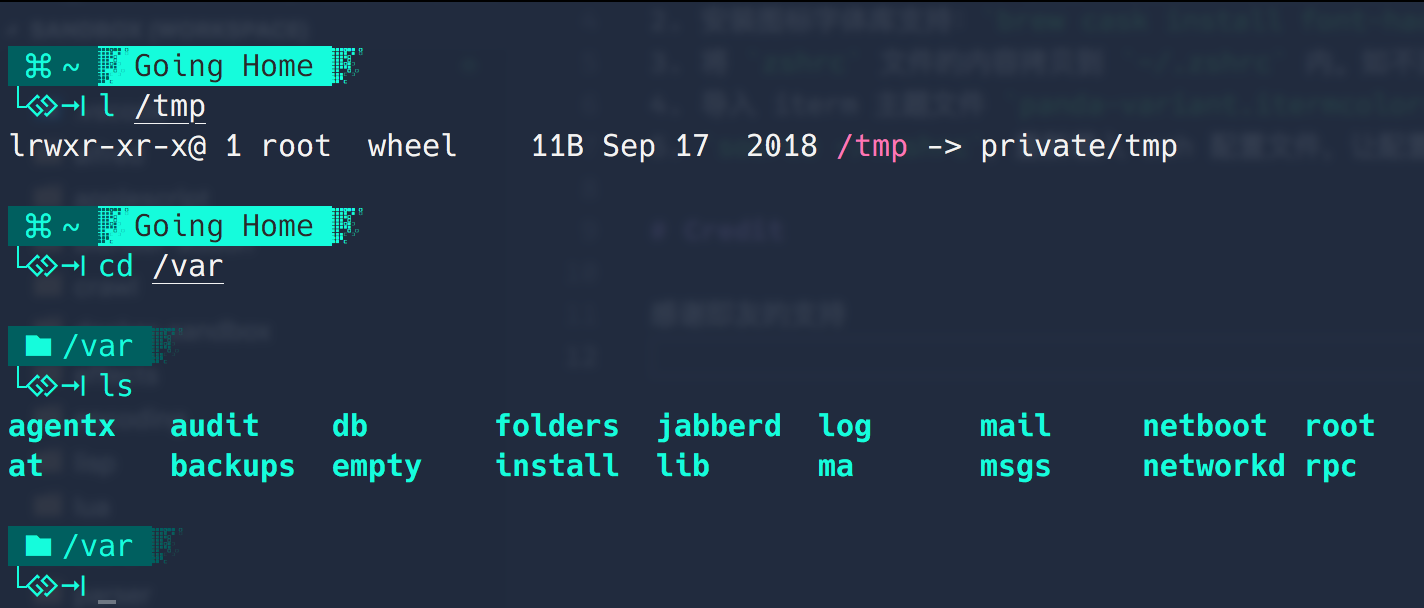 ⌘ ~ Going Home
l /tmp
lrwxr-xr-x@ 1 root  wheel    11B Sep 17  2018 /tmp -> private/tmp
⌘ ~ Going Home
cd /var
/var
ls
agentx   audit    db       folders  jabberd  log      mail     netboot  root
at       backups  empty    install  lib      ma       msgs     networkd rpc
/var